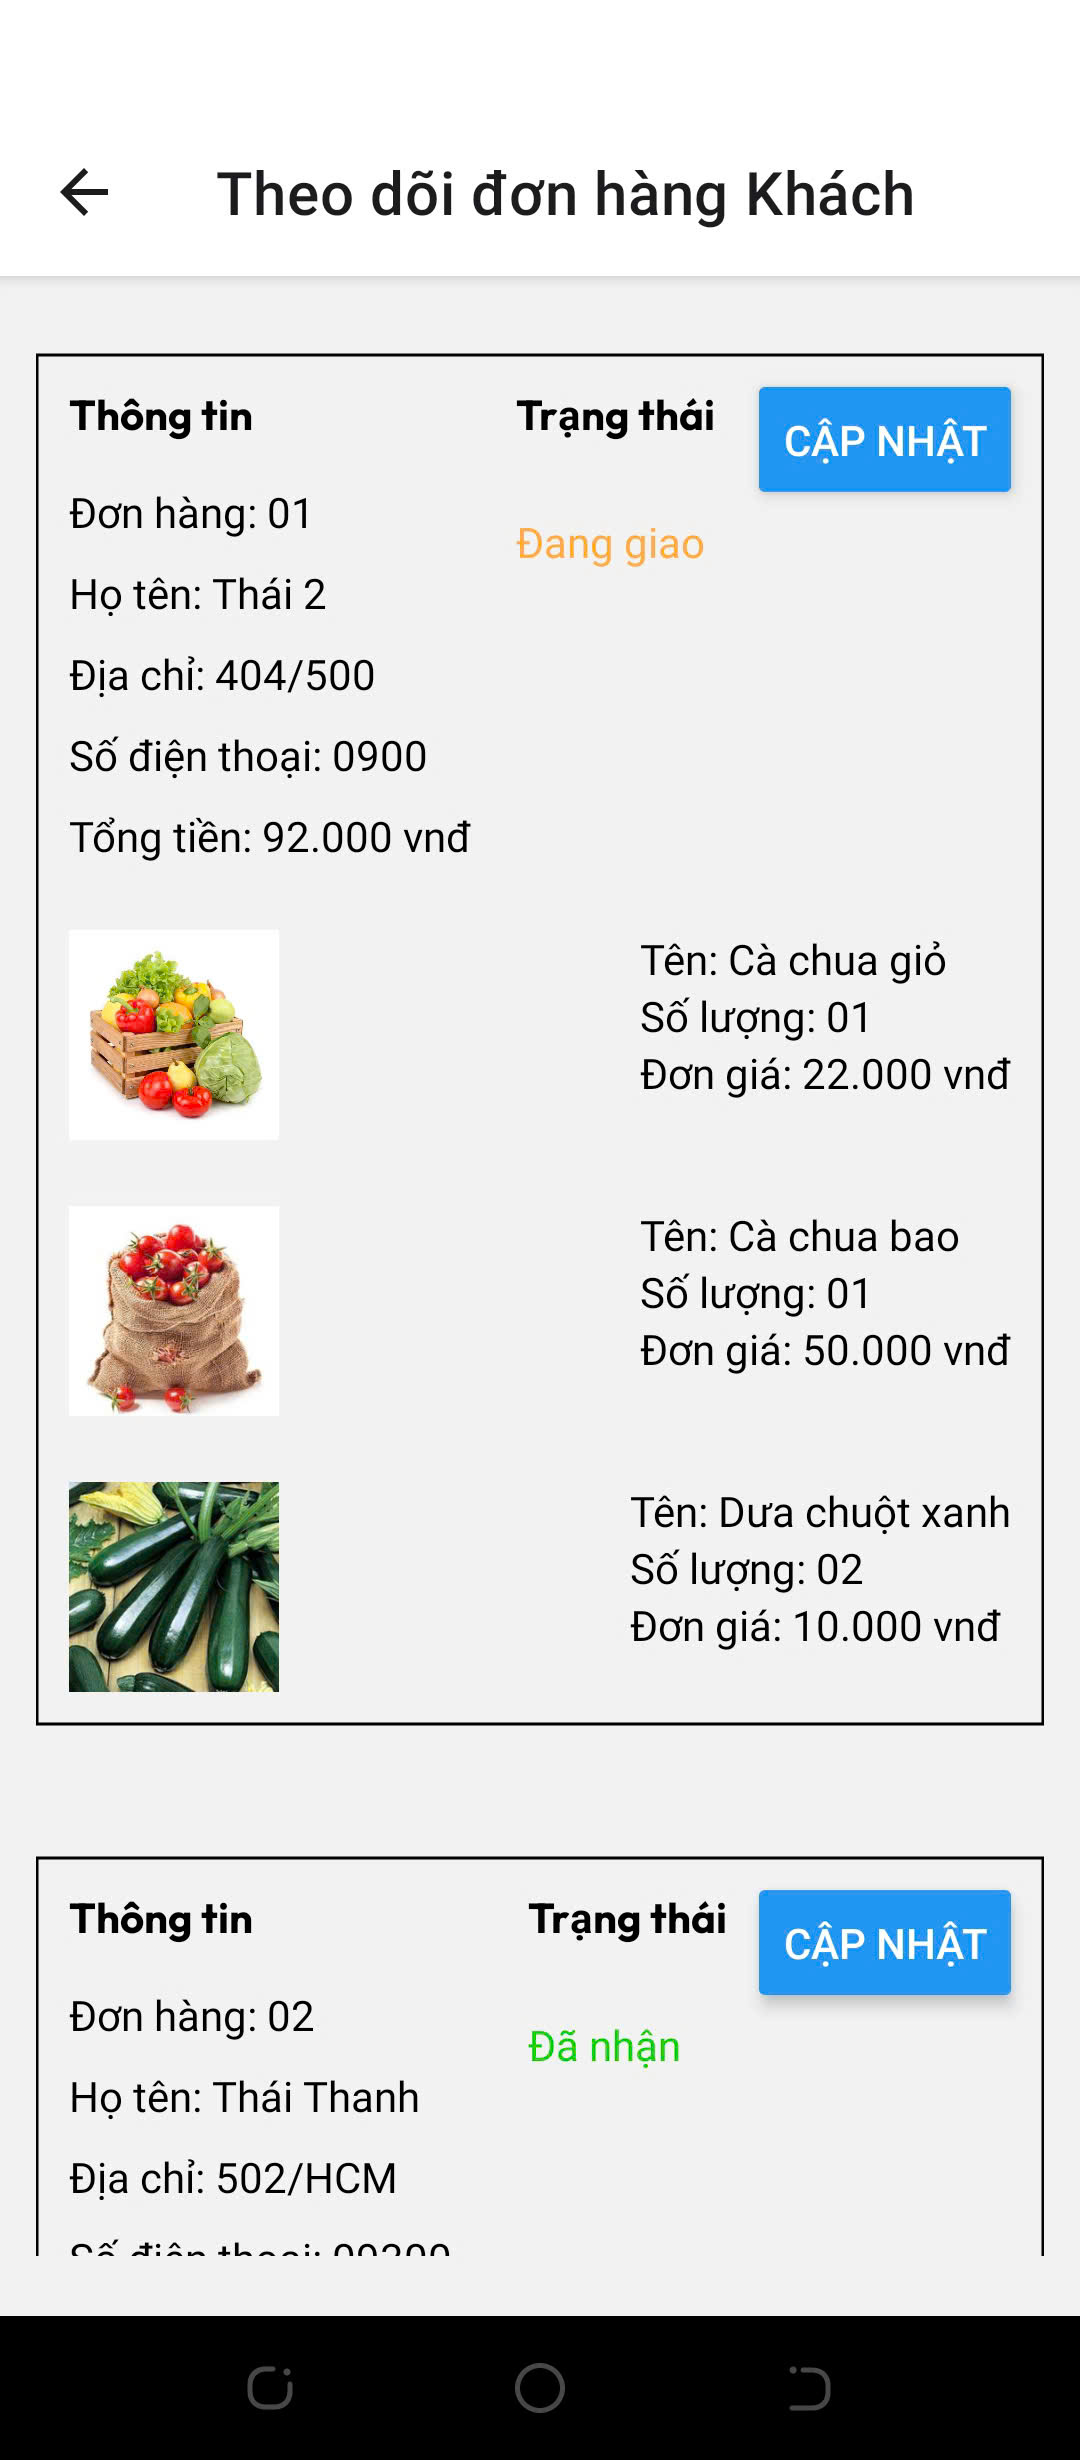 Theo dõi đơn hàng Khách
Thông tin
Trạng thái
CẬP NHẬT
Đơn hàng: 01
Đang giao
Họ tên: Thái 2
Địa chỉ: 404/500
Số điện thoại: 0900
Tổng tiền: 92.000 vnđ
Tên: Cà chua giỏ
Số lượng: 01
Đơn giá: 22.000 vnđ
Tên: Cà chua bao
Số lượng: 01
Đơn giá: 50.000 vnđ
Tên: Dưa chuột xanh
Số lượng: 02
Đơn giá: 10.000 vnđ
Thông tin
Trạng thái
CẬP NHẬT
Đơn hàng: 02
Đã nhận
Họ tên: Thái Thanh
Địa chỉ: 502/HCM
Số điện thoại: